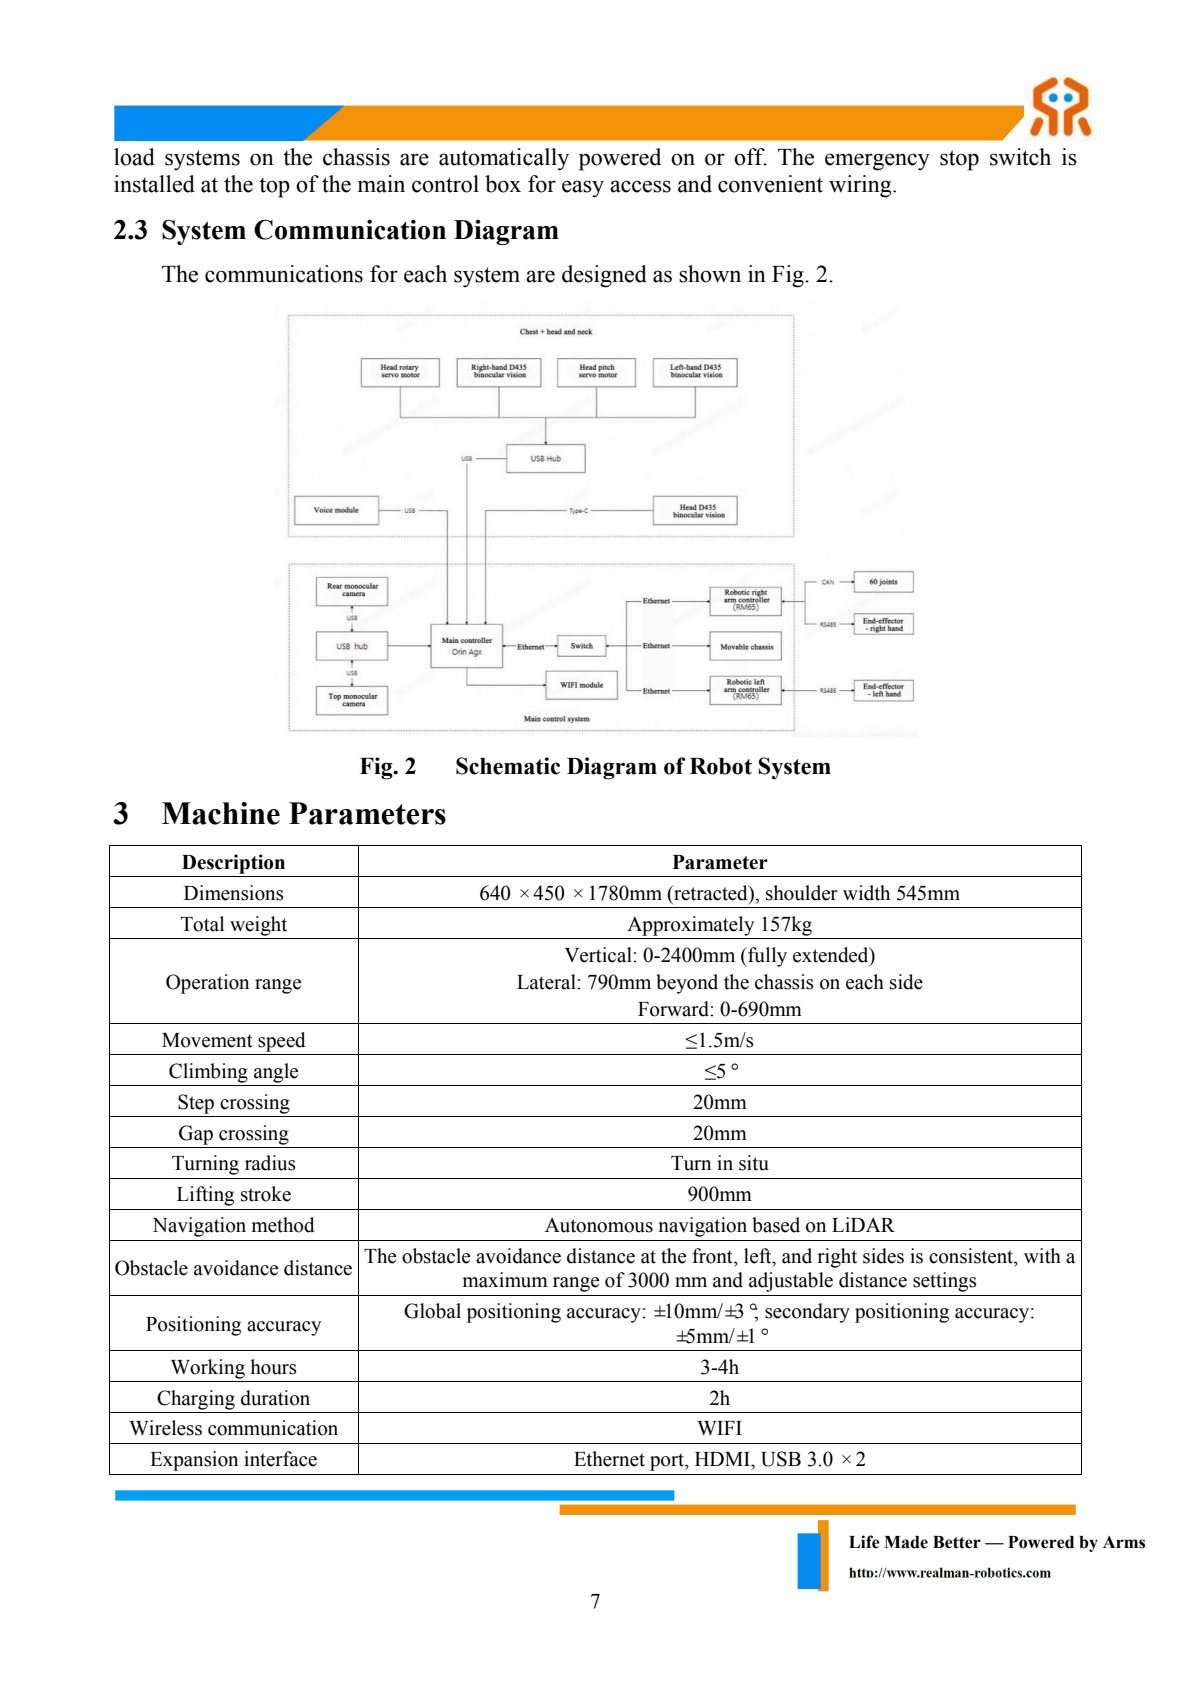 load systems on the chassis are automatically powered on or off. The emergency stop switch is
installed at the top of the main control box for easy access and convenient wiring.
2.3 System Communication Diagram
The communications for each system are designed as shown in Fig. 2.
Chest + head and neck
Head rotary
servo motor
Right-hand D435
binocular vision
Head pitch
servo motor
Left-hand D435
binocular vision
USB
USB Hub
Voice module
USB
Type-C
Head D435
binocular vision
Rear monocular
camera
USB
USB hub
USB
Top monocular
camera
Main controller
Orin Agx
Ethernet
Switch
WIFI module
Ethernet
Ethernet
Ethernet
Robotic right
arm controller
(RM65)
Movable chassis
Robotic left
arm controller
(RM65)
CAN
60 joints
RS485
End-effector
- right hand
RS485
End-effector
- left hand
Main control system
Fig. 2 Schematic Diagram of Robot System
3 Machine Parameters
Description Parameter
Dimensions 640 ×450 ×1780mm (retracted), shoulder width 545mm
Total weight Approximately 157kg
Operation range
Vertical: 0-2400mm (fully extended)
Lateral: 790mm beyond the chassis on each side
Forward: 0-690mm
Movement speed ≤1.5m/s
Climbing angle ≤5 °
Step crossing 20mm
Gap crossing 20mm
Turning radius Turn in situ
Lifting stroke 900mm
Navigation method Autonomous navigation based on LiDAR
Obstacle avoidance distance
The obstacle avoidance distance at the front, left, and right sides is consistent, with a
maximum range of 3000 mm and adjustable distance settings
Positioning accuracy
Global positioning accuracy: ±10mm/±3 °, secondary positioning accuracy:
±5mm/±1 °
Working hours 3-4h
Charging duration 2h
Wireless communication WIFI
Expansion interface Ethernet port, HDMI, USB 3.0 ×2
Life Made Better — Powered by Arms
http://www.realman-robotics.com
7